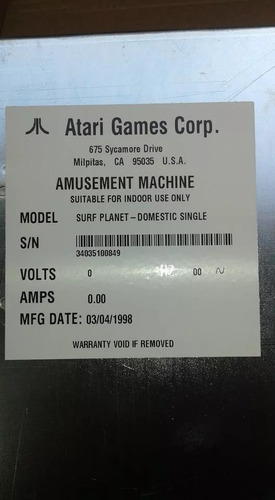 Atari Games Corp.
675 Sycamore Drive
Milpitas, CA 95035 U.S.A.
AMUSEMENT MACHINE
SUITABLE FOR INDOOR USE ONLY
MODEL SURF PLANET – DOMESTIC SINGLE
S/N
34035100849
VOLTS 0 HZ 00 ~
AMPS 0.00
MFG DATE: 03/04/1998
WARRANTY VOID IF REMOVED